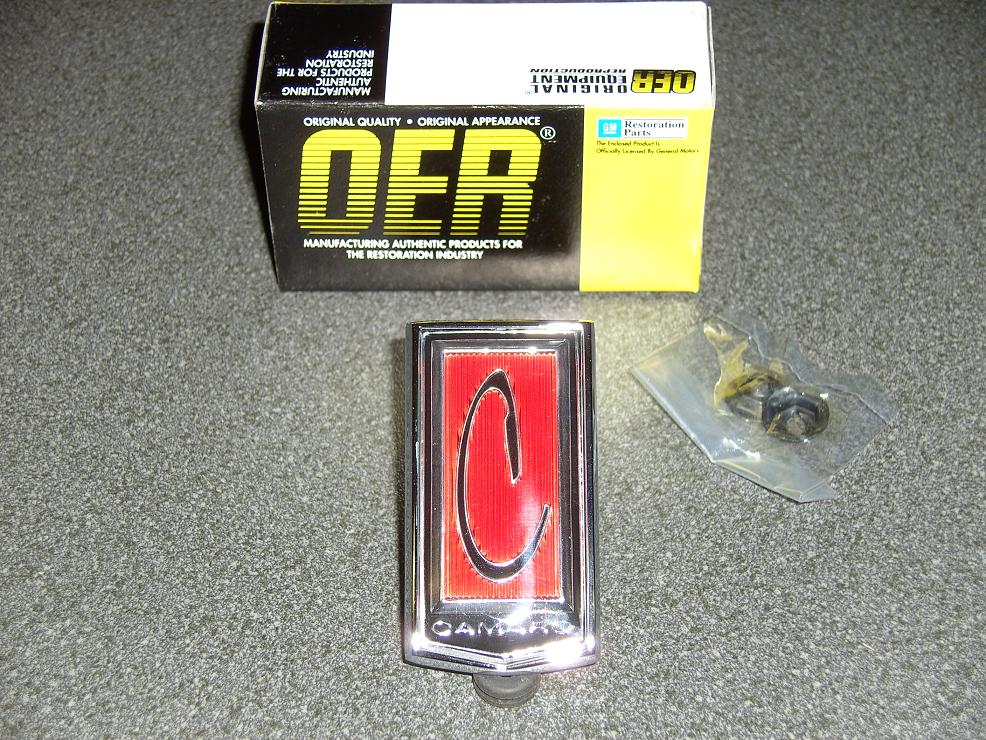 MANUFACTURING
AUTHENTIC
PRODUCTS FOR THE
RESTORATION
INDUSTRY
OER ORIGINAL
EQUIPMENT
REPRODUCTION
ORIGINAL QUALITY • ORIGINAL APPEARANCE
OER®
MANUFACTURING AUTHENTIC PRODUCTS FOR
THE RESTORATION INDUSTRY
GM Restoration
Parts
The Enclosed Product Is
Officially Licensed By General Motors
C
CAMARO